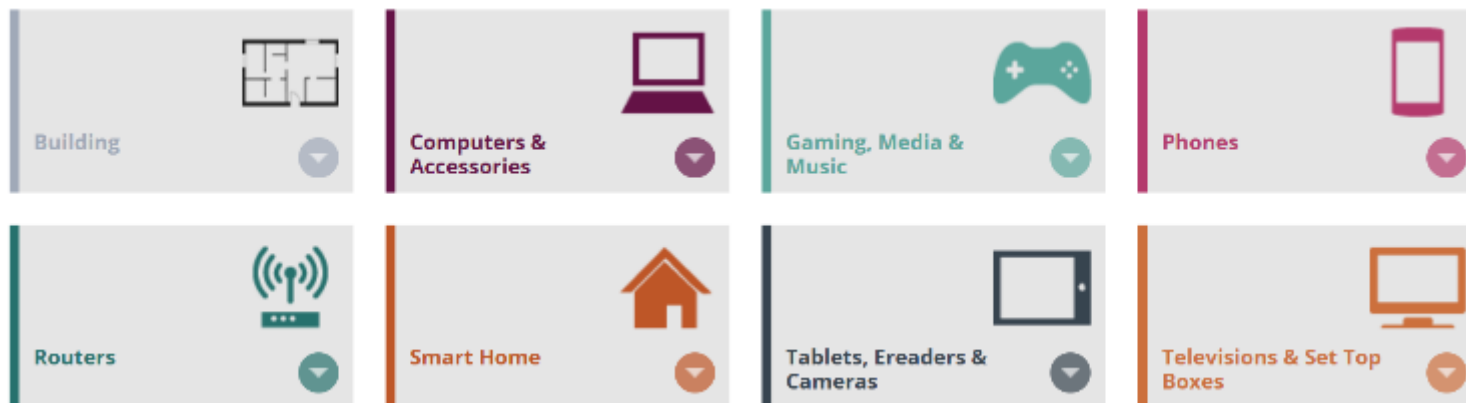 Building
Computers &
Accessories
Gaming, Media &
Music
Phones
Routers
Smart Home
Tablets, Ereaders &
Cameras
Televisions & Set Top
Boxes